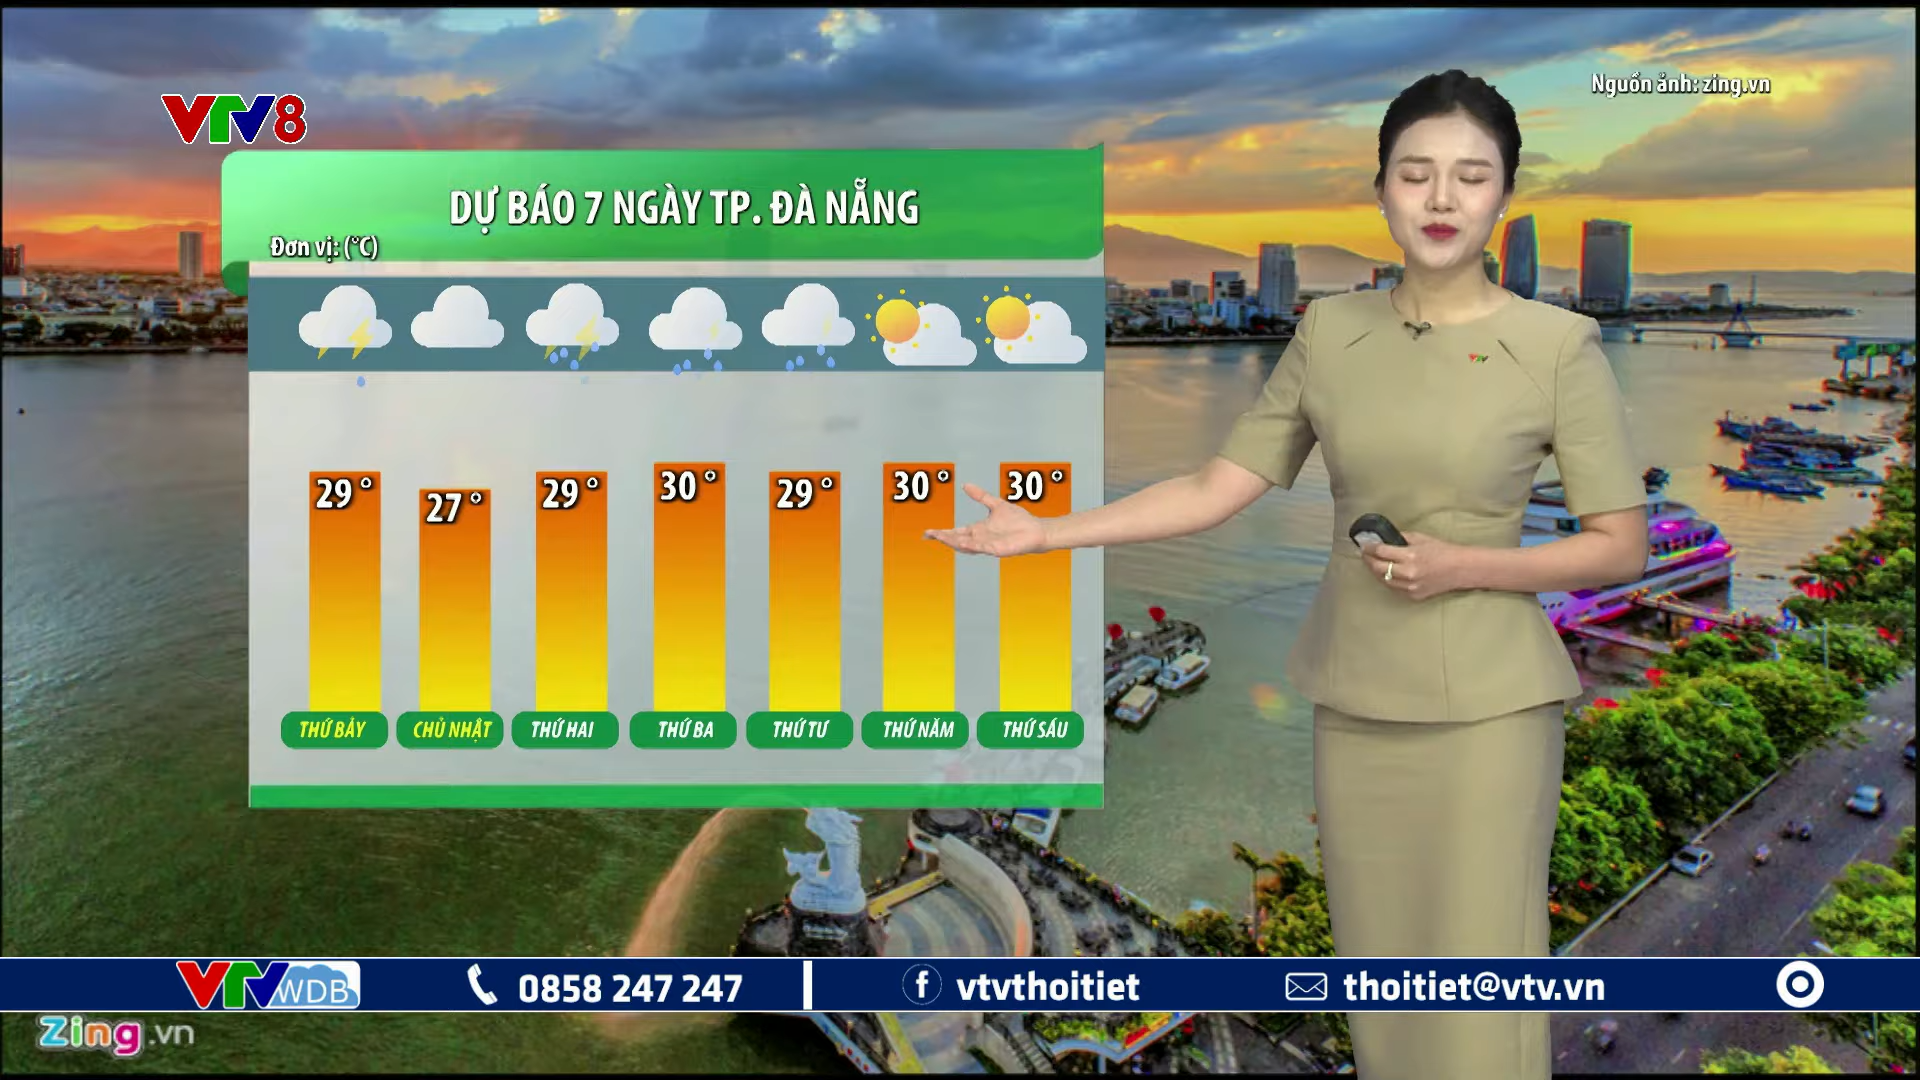 Nguồn ảnh: zing.vn
VTV8
DỰ BÁO 7 NGÀY TP. ĐÀ NẴNG
Đơn vị: (°C)
29° 27° 29° 30° 29° 30° 30°
THỨ BẢY CHỦ NHẬT THỨ HAI THỨ BA THỨ TƯ THỨ NĂM THỨ SÁU
VTV WDB 0858 247 247 vtvthoitiet thoitiet@vtv.vn
Zing.vn